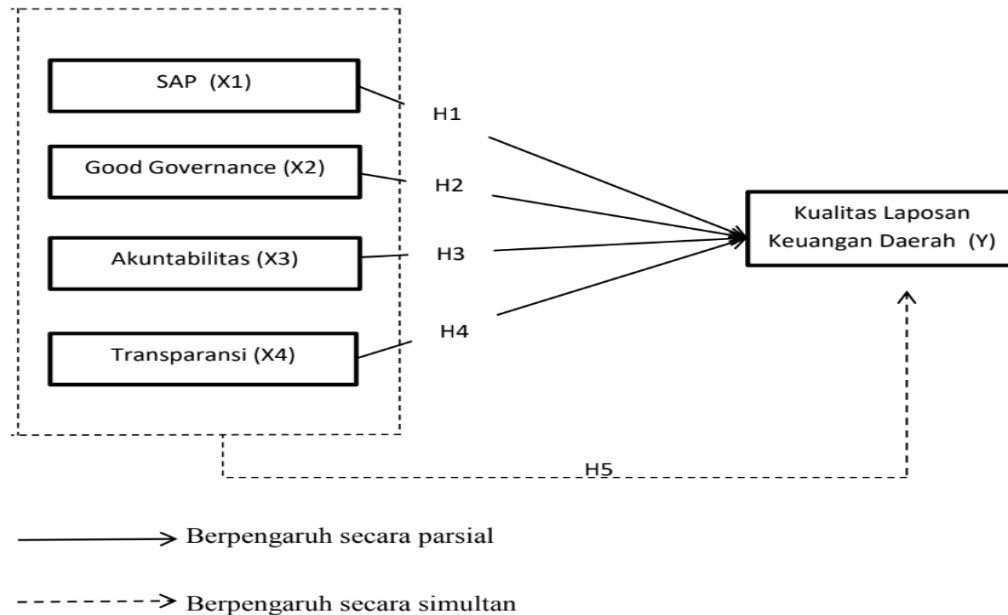 SAP (X1)
H1
Good Governance (X2)
H2
Kualitas Laposan
Keuangan Daerah (Y)
Akuntabilitas (X3)
H3
H4
Transparansi (X4)
H5
Berpengaruh secara parsial
Berpengaruh secara simultan